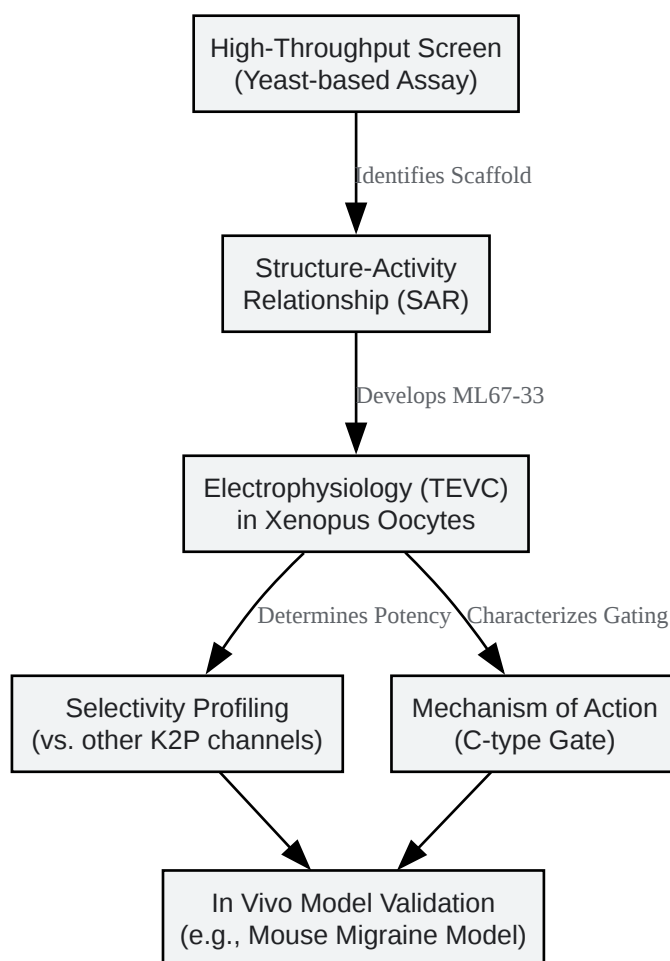 High-Throughput Screen
(Yeast-based Assay)
Identifies Scaffold
Structure-Activity
Relationship (SAR)
Develops ML67-33
Electrophysiology (TEVC)
in Xenopus Oocytes
Determines Potency
Characterizes Gating
Selectivity Profiling
(vs. other K2P channels)
Mechanism of Action
(C-type Gate)
In Vivo Model Validation
(e.g., Mouse Migraine Model)